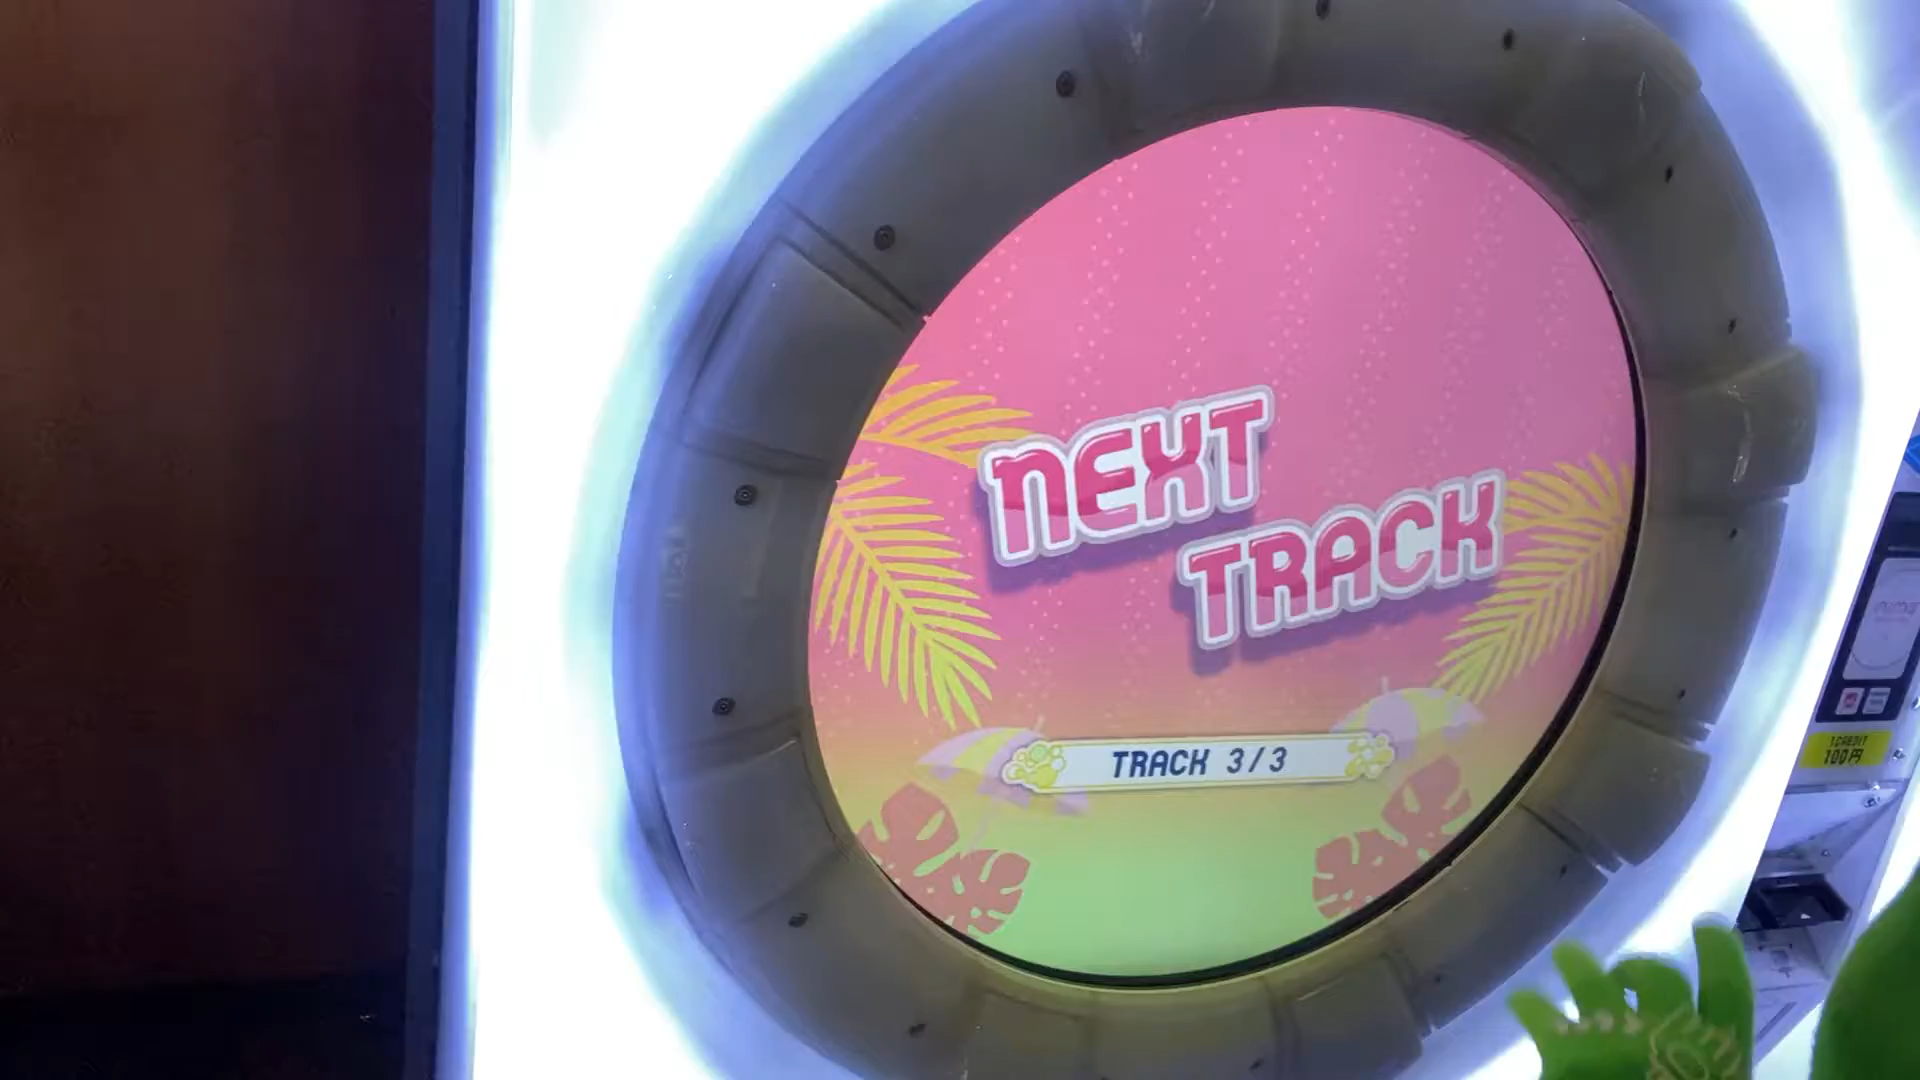 NEXT
TRACK
TRACK 3/3
1CREDIT
100円